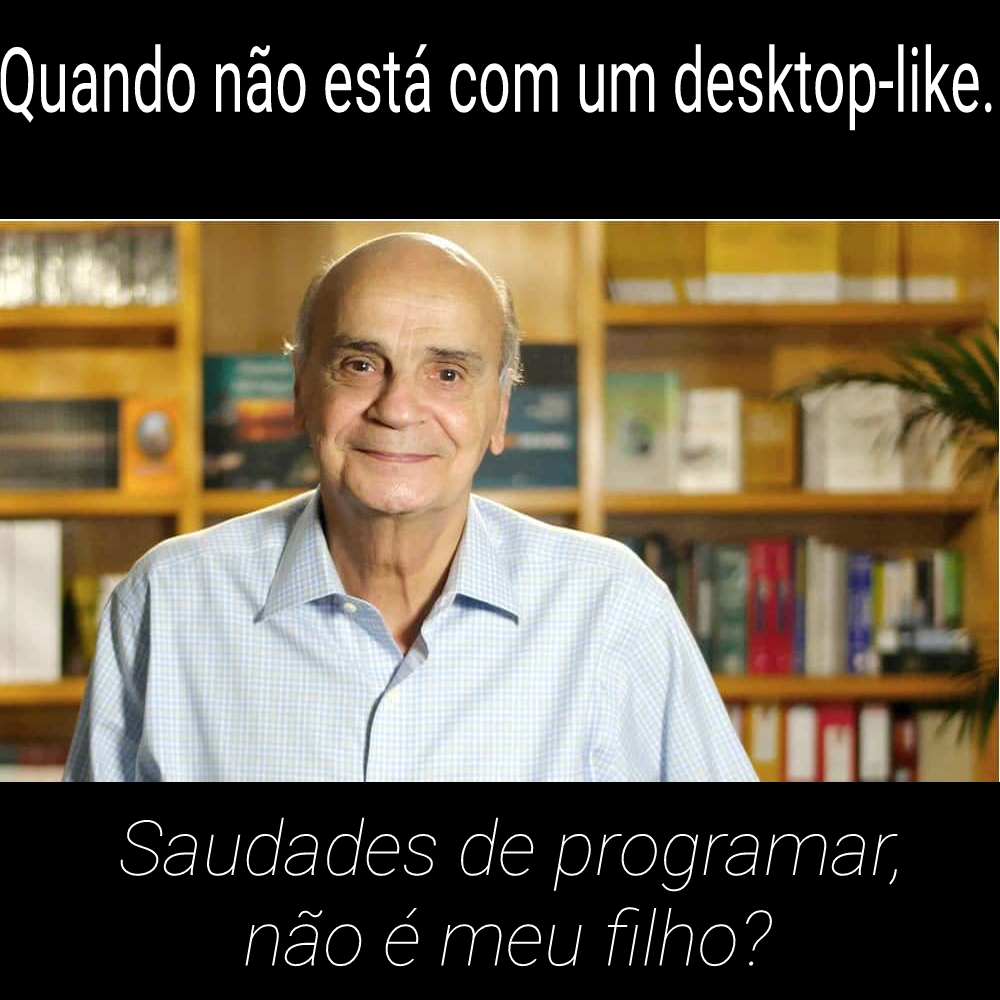 Quando não está com um desktop-like.
Saudades de programar,
não é meu filho?